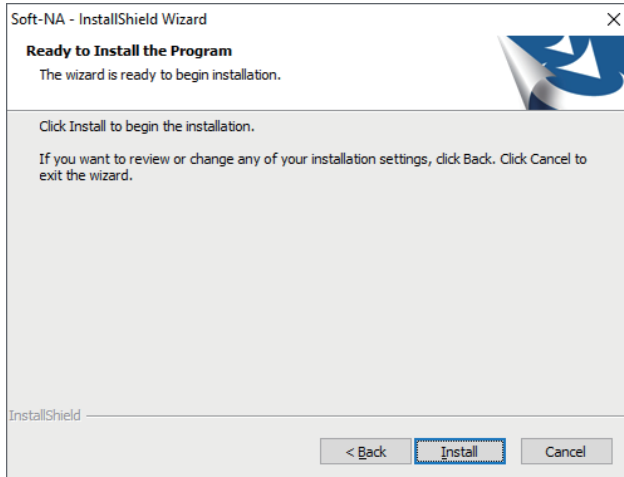 Soft-NA - InstallShield Wizard
Ready to Install the Program
The wizard is ready to begin installation.
Click Install to begin the installation.
If you want to review or change any of your installation settings, click Back. Click Cancel to
exit the wizard.
InstallShield
< Back
Install
Cancel